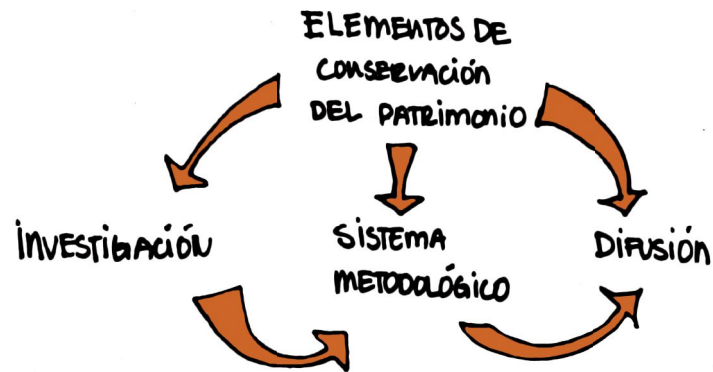 ELEMENTOS DE
CONSERVACIÓN
DEL PATRIMONIO
INVESTIGACIÓN
SISTEMA
METODOLÓGICO
DIFUSIÓN